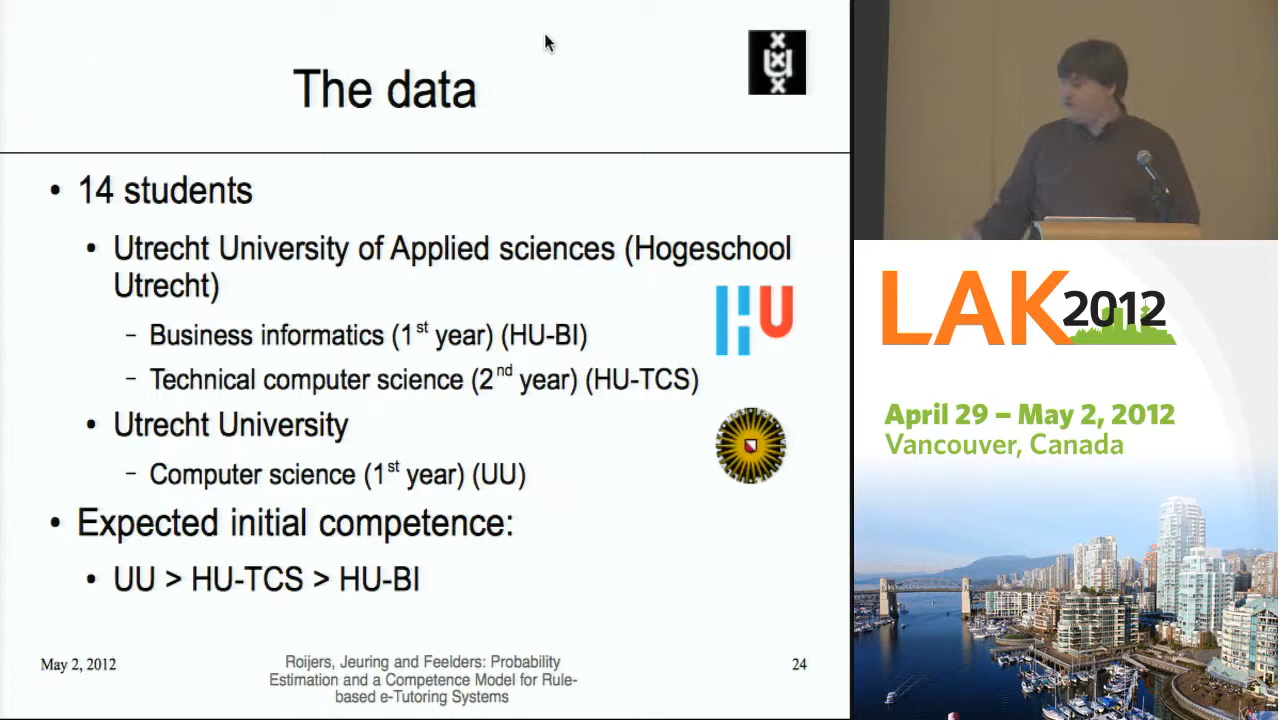 The data
• 14 students
• Utrecht University of Applied sciences (Hogeschool
Utrecht)
– Business informatics (1st year) (HU-BI)
– Technical computer science (2nd year) (HU-TCS)
• Utrecht University
– Computer science (1st year) (UU)
• Expected initial competence:
• UU > HU-TCS > HU-BI
May 2, 2012
Roijers, Jeuring and Feelders: Probability
Estimation and a Competence Model for Rule-
based e-Tutoring Systems
24
HU
LAK2012
April 29 – May 2, 2012
Vancouver, Canada